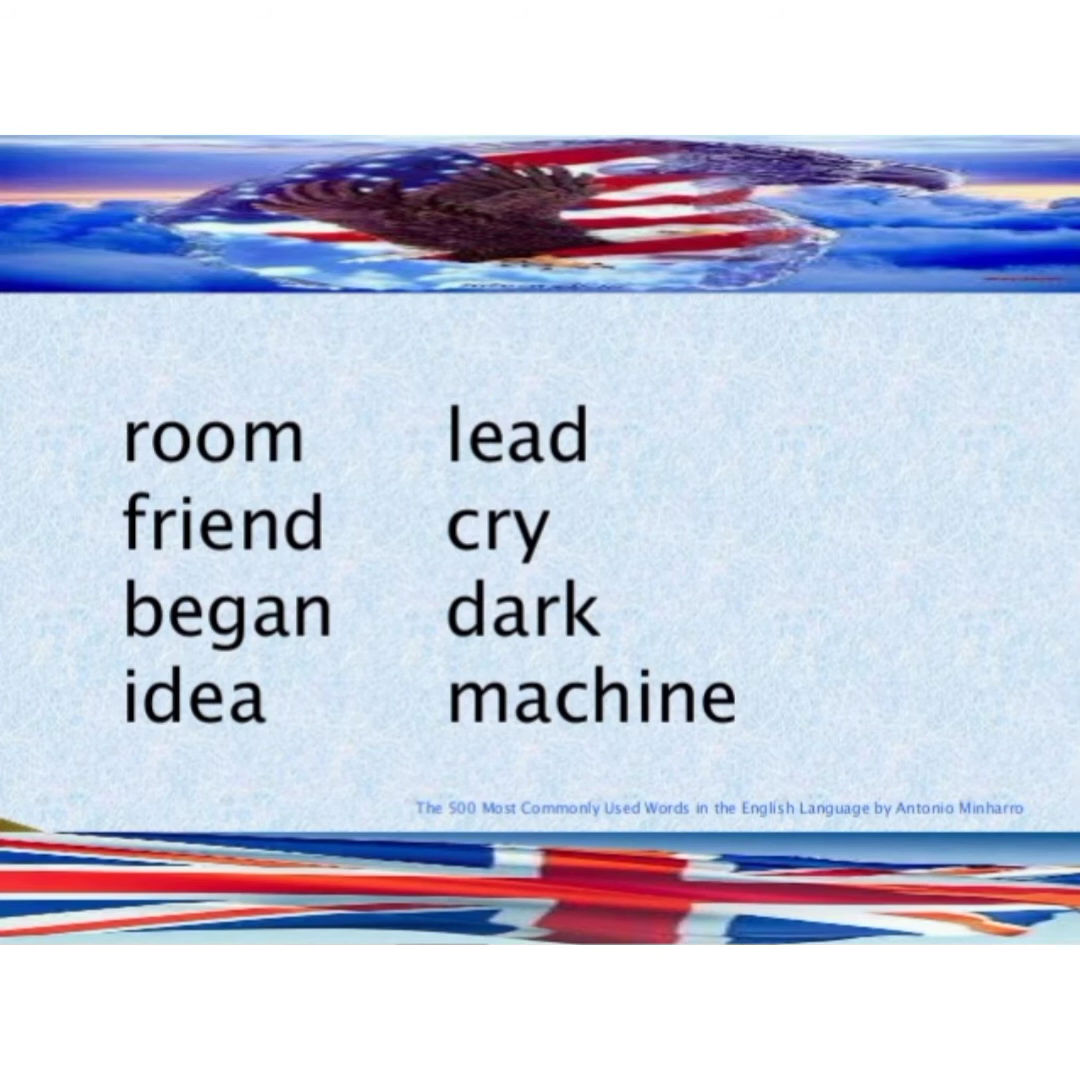 room
friend
began
idea
lead
cry
dark
machine
The 500 Most Commonly Used Words in the English Language by Antonio Minharro